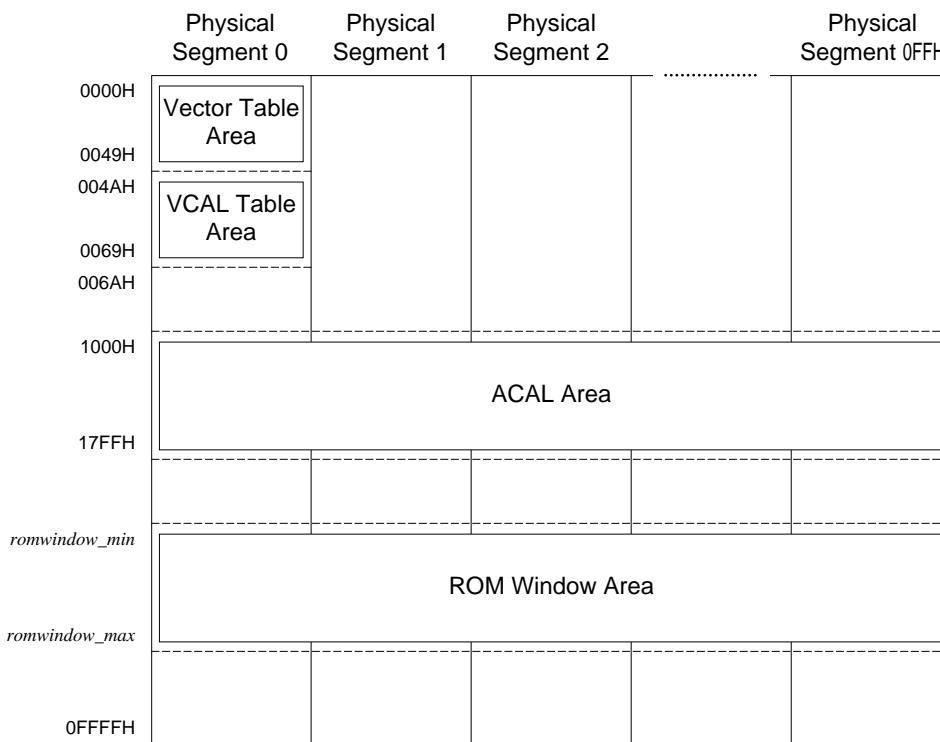 Physical
Segment 0
Physical
Segment 1
Physical
Segment 2
Physical
Segment 0FFH
0000H
Vector Table
Area
0049H
004AH
VCAL Table
Area
0069H
006AH
1000H
ACAL Area
17FFH
romwindow_min
ROM Window Area
romwindow_max
0FFFFH